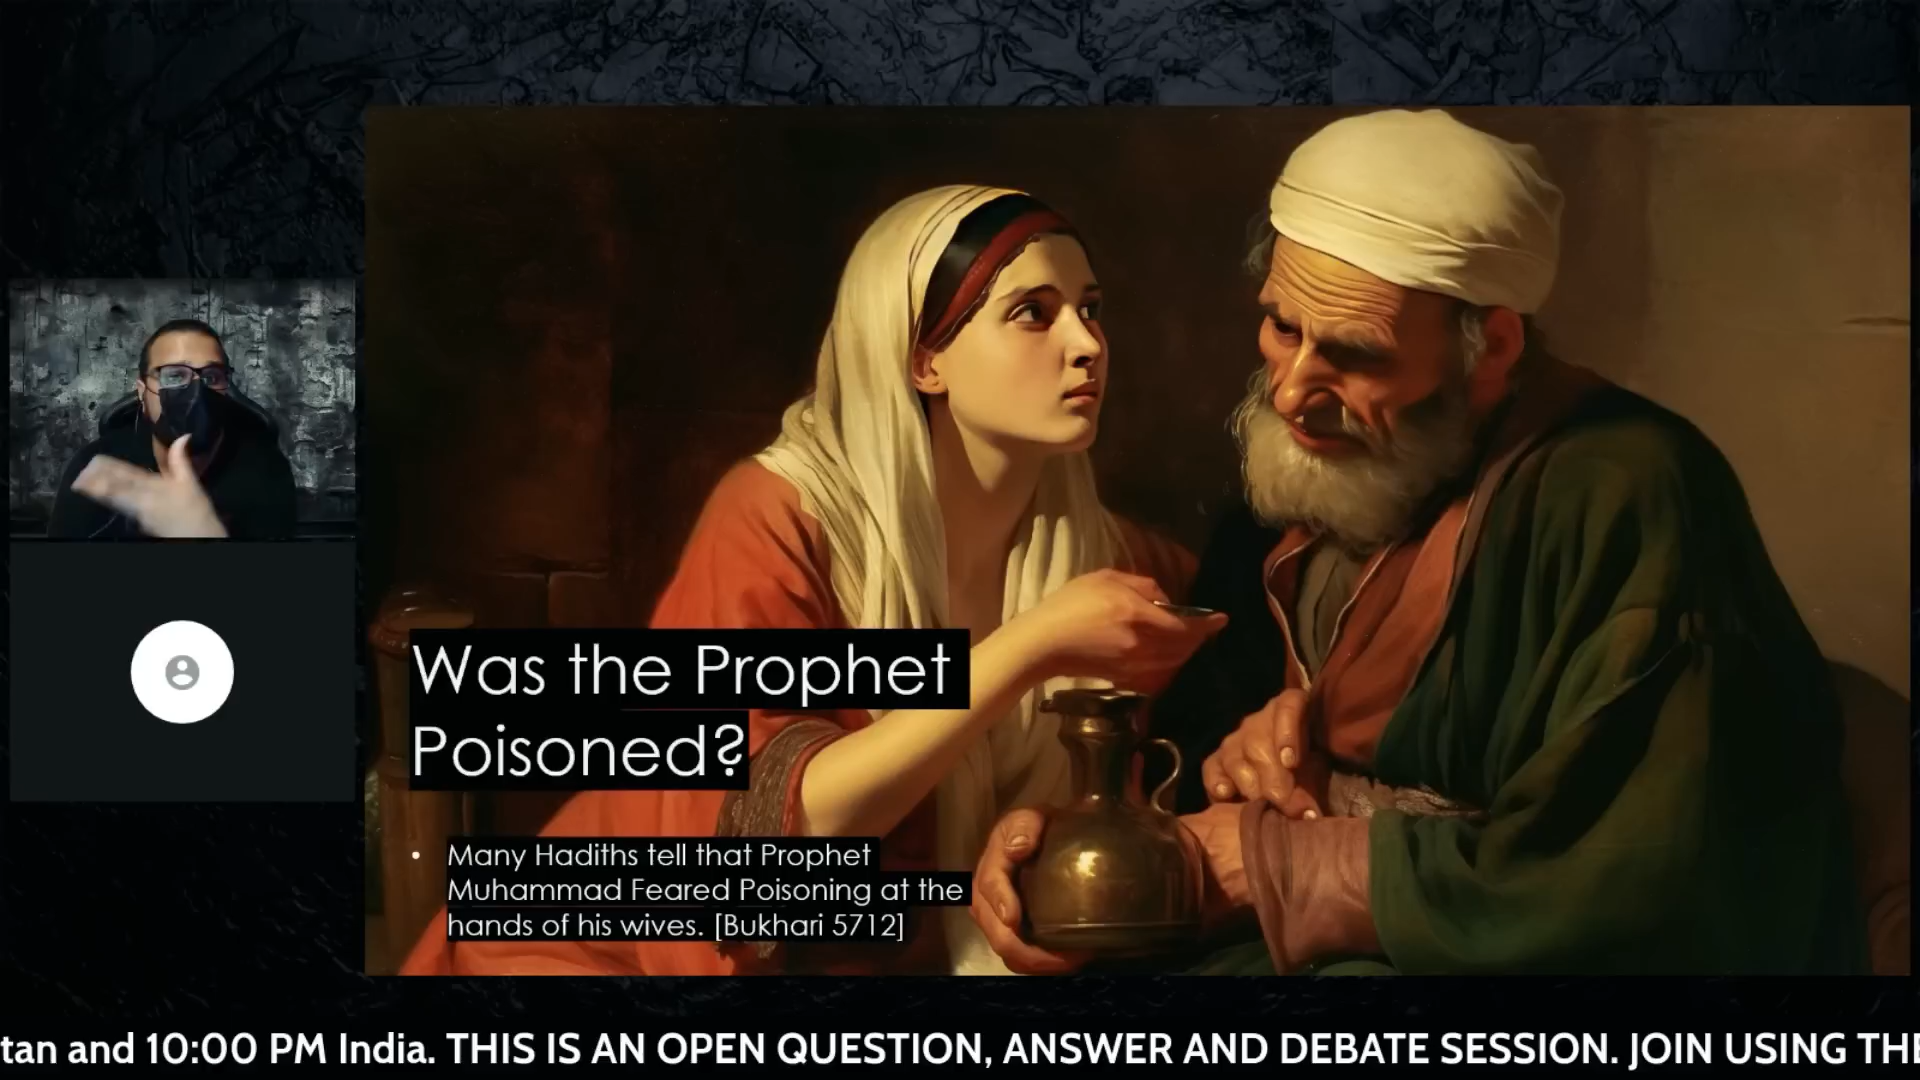 Was the Prophet
Poisoned?
• Many Hadiths tell that Prophet
Muhammad Feared Poisoning at the
hands of his wives. [Bukhari 5712]
tan and 10:00 PM India. THIS IS AN OPEN QUESTION, ANSWER AND DEBATE SESSION. JOIN USING THE